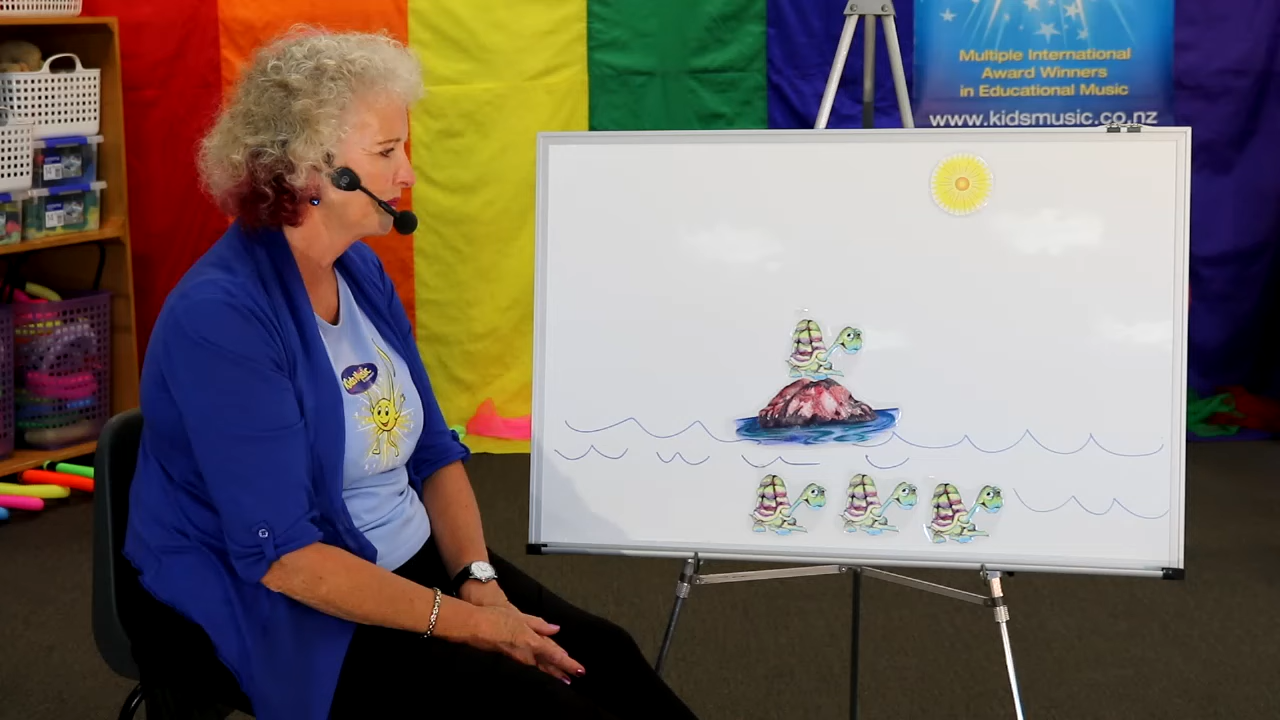 Multiple International
Award Winners
in Educational Music
www.kidsmusic.co.nz